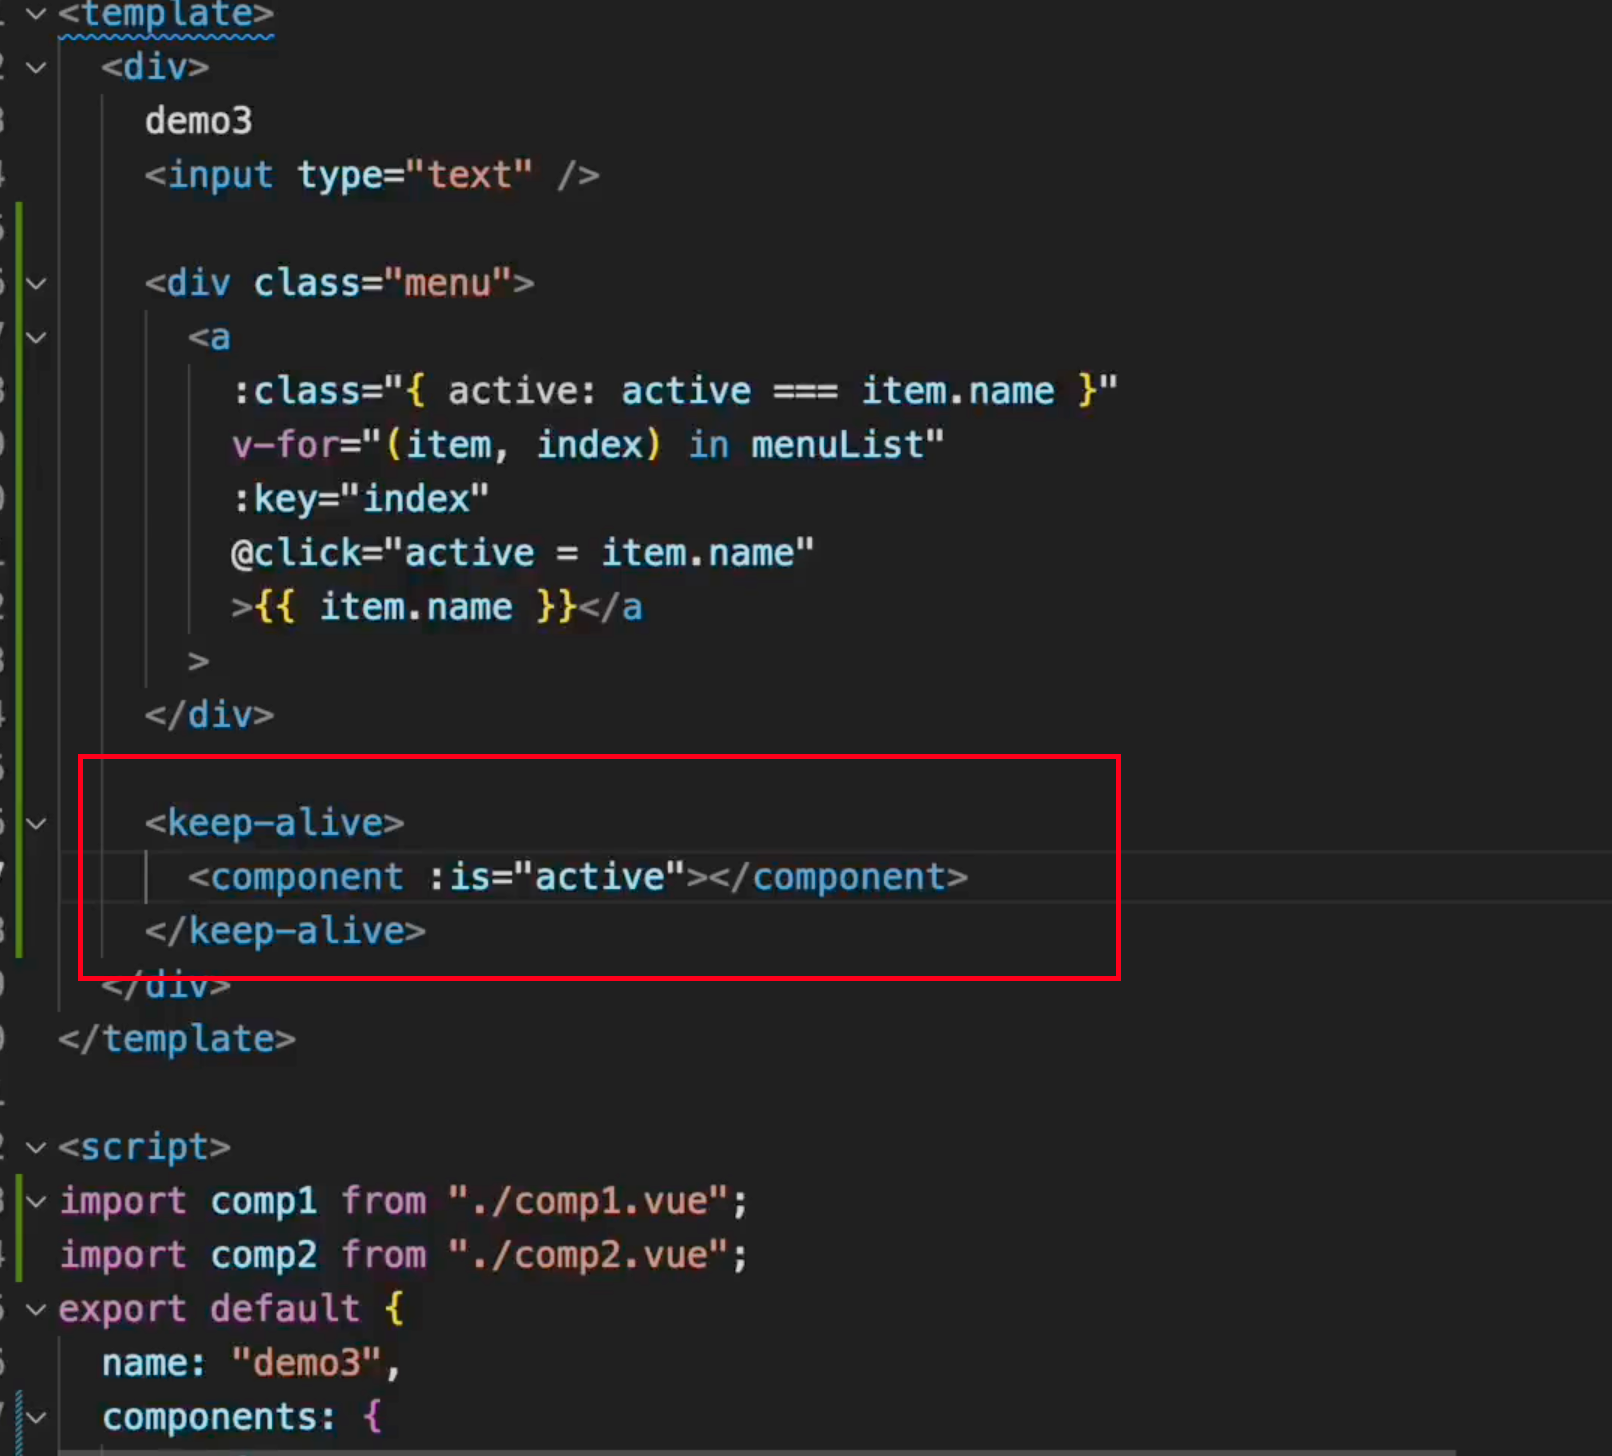 <template>
<div>
demo3
<input type="text" />
<div class="menu">
<a
:class="{ active: active === item.name }"
v-for="(item, index) in menuList"
:key="index"
@click="active = item.name"
>{{ item.name }}</a
>
</div>
<keep-alive>
<component :is="active"></component>
</keep-alive>
</div>
</template>
<script>
import comp1 from "./comp1.vue";
import comp2 from "./comp2.vue";
export default {
name: "demo3",
components: {